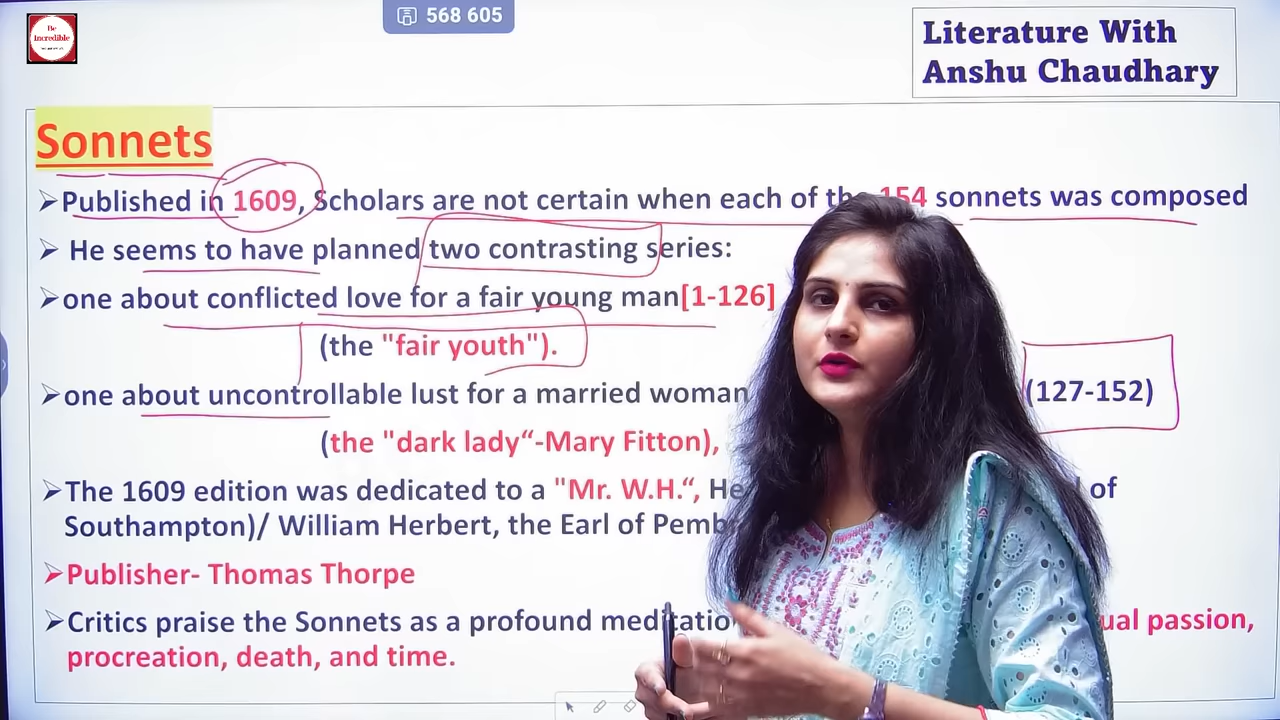 Be
Incredible
568 605
Literature With
Anshu Chaudhary
Sonnets
Published in 1609, Scholars are not certain when each of the 154 sonnets was composed
He seems to have planned two contrasting series:
one about conflicted love for a fair young man[1-126]
(the "fair youth").
one about uncontrollable lust for a married woman (127-152)
(the "dark lady“-Mary Fitton),
The 1609 edition was dedicated to a "Mr. W.H.“, of
Southampton)/ William Herbert, the Earl of
Publisher- Thomas Thorpe
Critics praise the Sonnets as a profound passion,
procreation, death, and time.